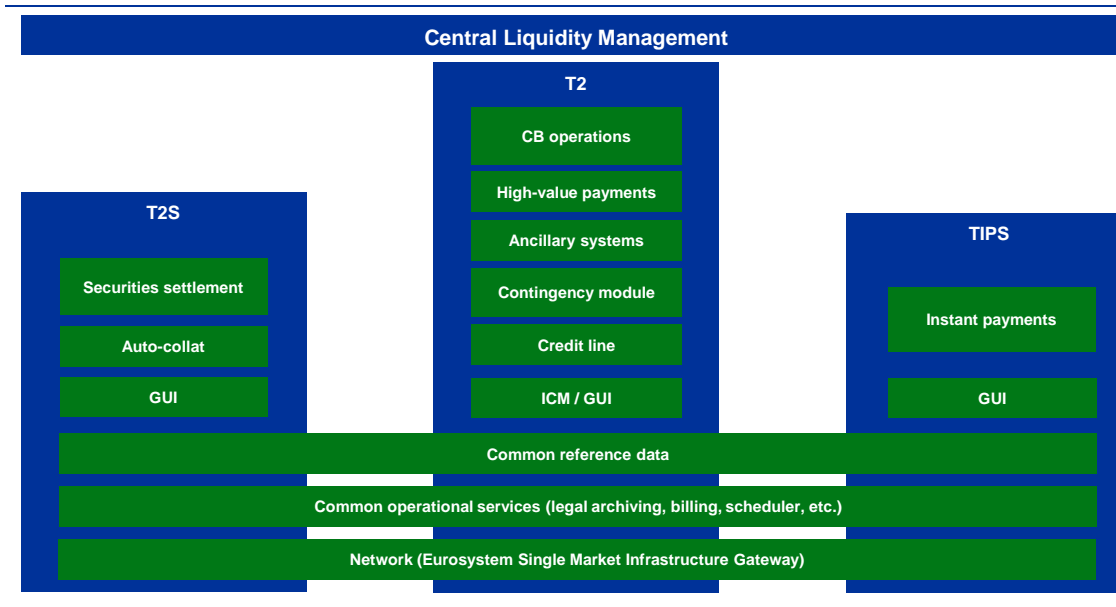 Central Liquidity Management
T2
CB operations
High-value payments
Ancillary systems
Contingency module
Credit line
ICM / GUI
T2S
Securities settlement
Auto-collat
GUI
TIPS
Instant payments
GUI
Common reference data
Common operational services (legal archiving, billing, scheduler, etc.)
Network (Eurosystem Single Market Infrastructure Gateway)